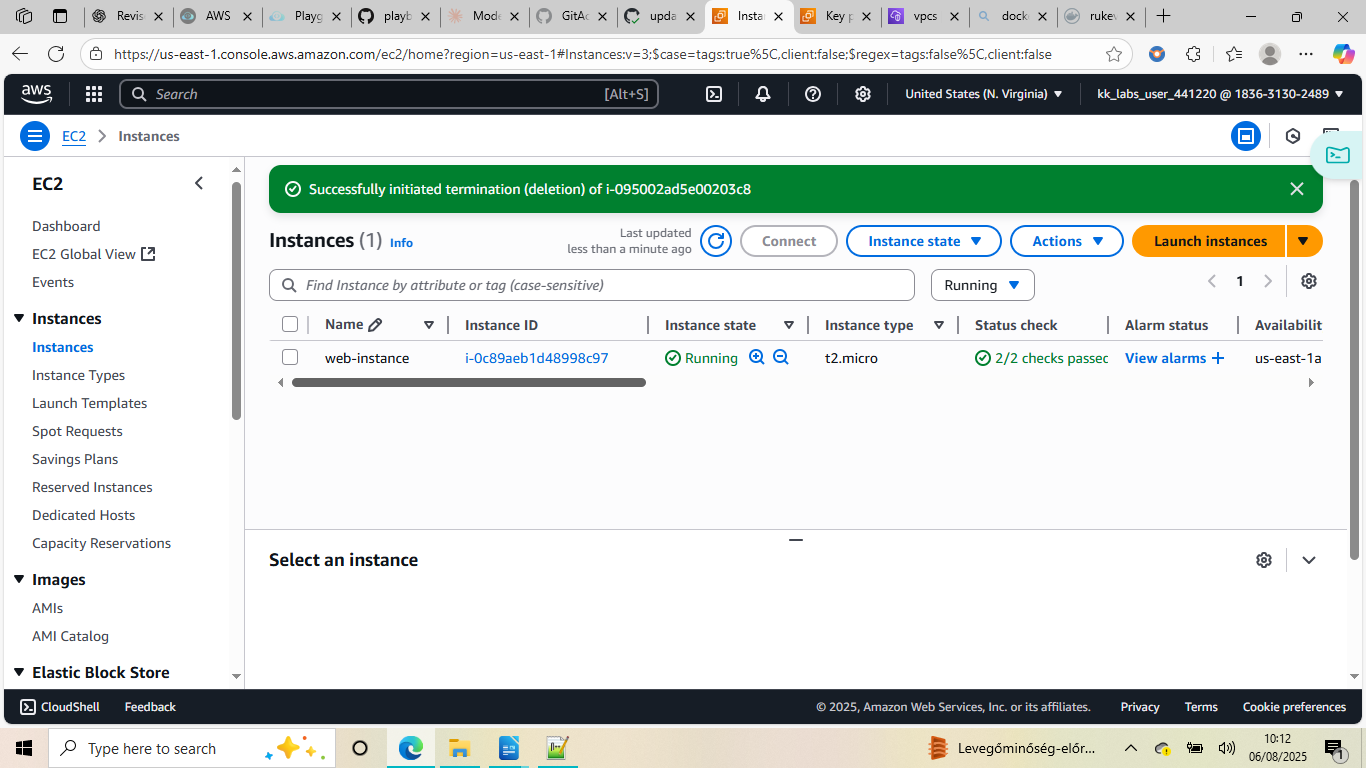 Revise
AWS
Playg
playb
Mode
GitAc
upda
Instan
Key p
vpcs
docke
rukev
https://us-east-1.console.aws.amazon.com/ec2/home?region=us-east-1#Instances:v=3;$case=tags:true%5C,client:false;$regex=tags:false%5C,client:false
aws
Search
[Alt+S]
United States (N. Virginia)
kk_labs_user_441220 @ 1836-3130-2489
EC2
Instances
EC2
Dashboard
EC2 Global View
Events
Instances
Instances
Instance Types
Launch Templates
Spot Requests
Savings Plans
Reserved Instances
Dedicated Hosts
Capacity Reservations
Images
AMIs
AMI Catalog
Elastic Block Store
Successfully initiated termination (deletion) of i-095002ad5e00203c8
Instances (1) Info
Last updated
less than a minute ago
Connect
Instance state
Actions
Launch instances
Find Instance by attribute or tag (case-sensitive)
Running
1
Name Instance ID Instance state Instance type Status check Alarm status Availabilit
web-instance i-0c89aeb1d48998c97 Running t2.micro 2/2 checks passec View alarms + us-east-1a
Select an instance
CloudShell
Feedback
© 2025, Amazon Web Services, Inc. or its affiliates.
Privacy
Terms
Cookie preferences
Type here to search
Levegőminőség-előr...
10:12
06/08/2025
1